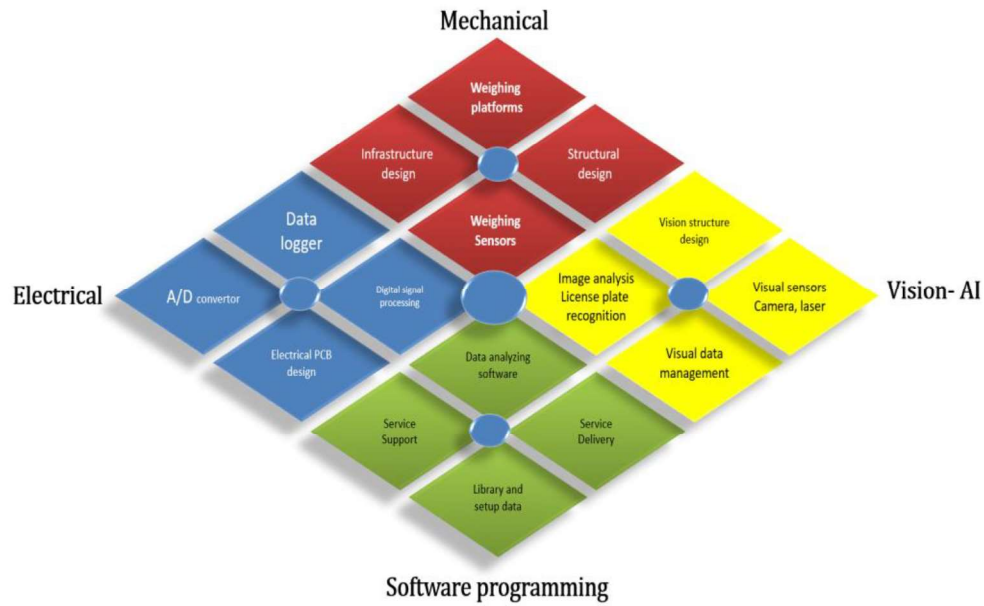 Mechanical
Weighing
platforms
Infrastructure
design
Structural
design
Weighing
Sensors
Data
logger
A/D convertor
Digital signal
processing
Electrical PCB
design
Electrical
Vision structure
design
Image analysis
License plate
recognition
Visual sensors
Camera, laser
Visual data
management
Vision- AI
Data analyzing
software
Service
Support
Service
Delivery
Library and
setup data
Software programming